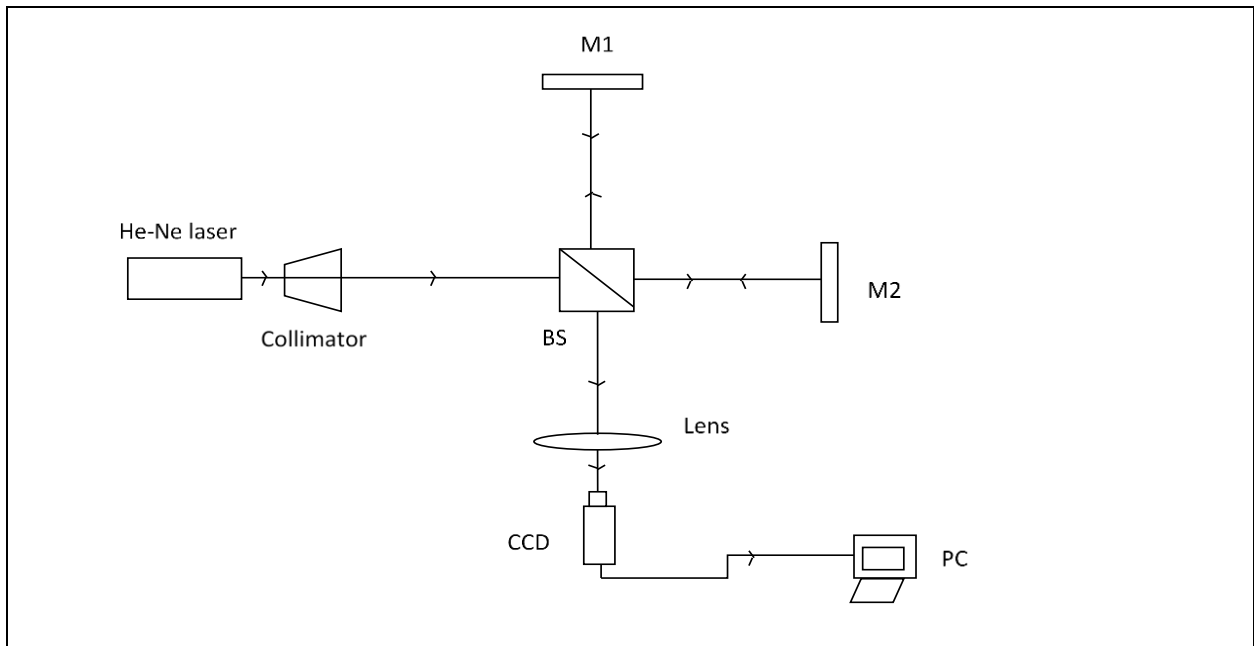 M1
He-Ne laser
M2
Collimator
BS
Lens
CCD
PC